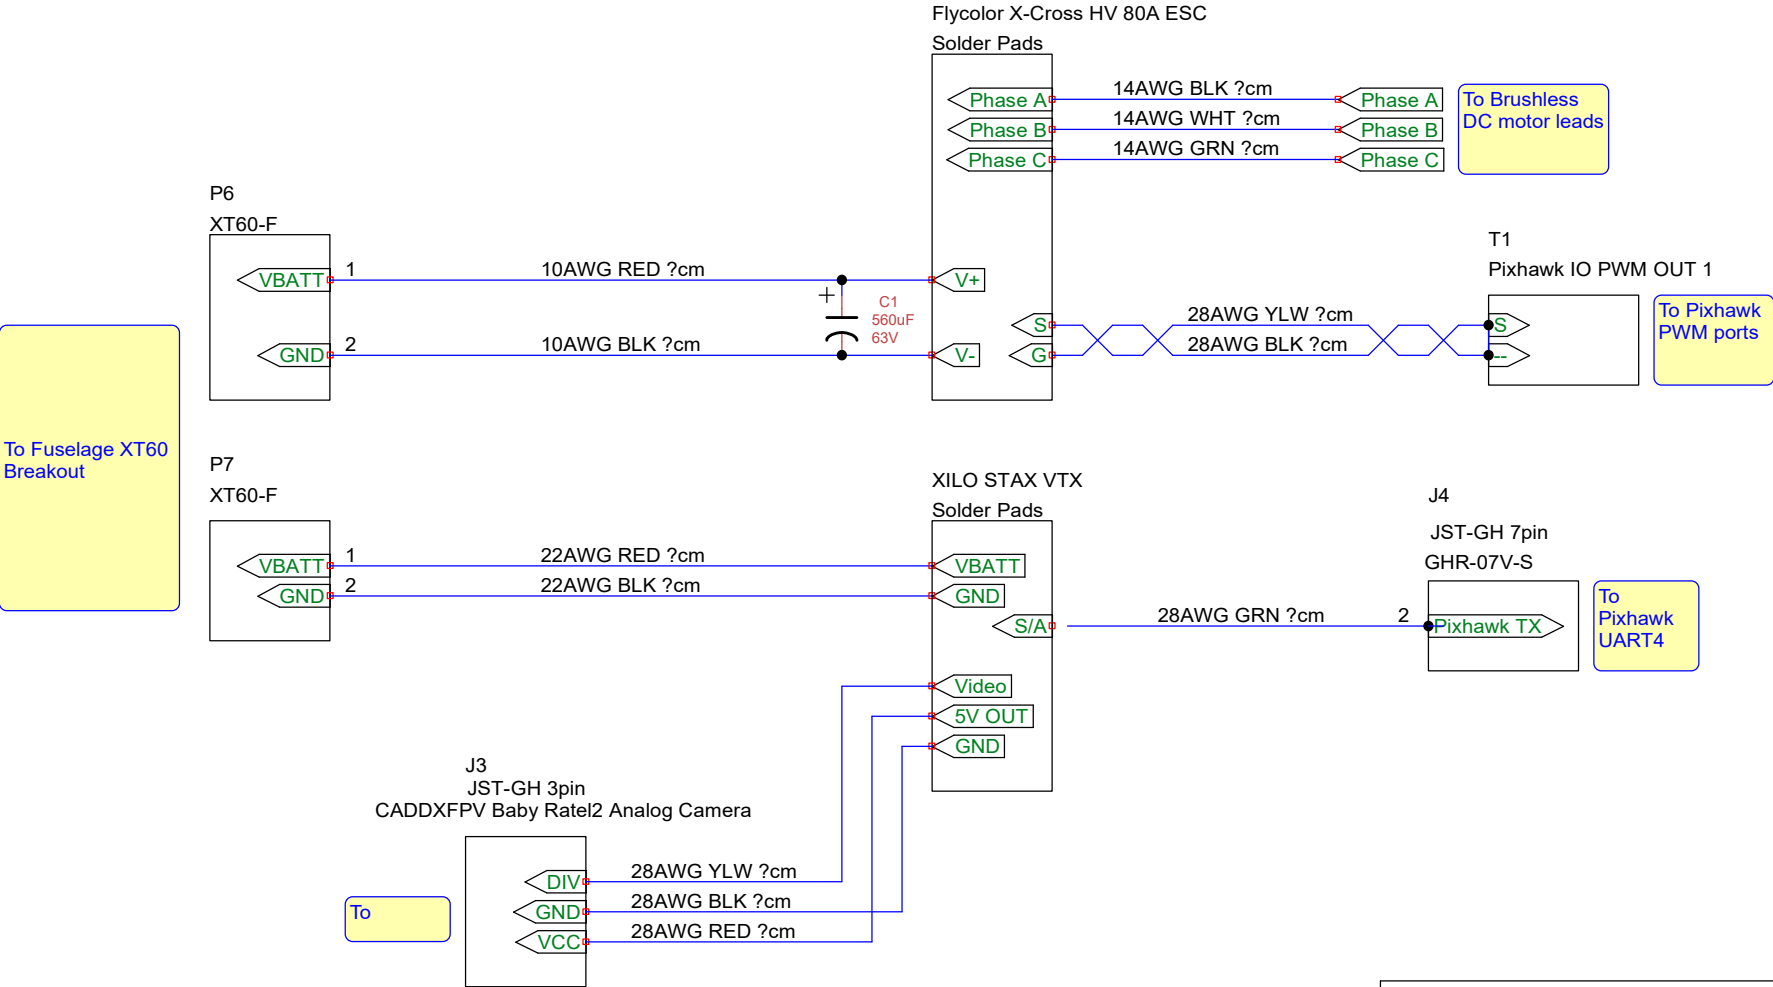 Flycolor X-Cross HV 80A ESC
Solder Pads
Phase A
Phase B
Phase C
14AWG BLK ?cm
14AWG WHT ?cm
14AWG GRN ?cm
Phase A
Phase B
Phase C
To Brushless
DC motor leads
P6
XT60-F
VBATT
1
GND
2
10AWG RED ?cm
10AWG BLK ?cm
+
C1
560uF
63V
V+
V-
S
G
28AWG YLW ?cm
28AWG BLK ?cm
T1
Pixhawk IO PWM OUT 1
S
--
To Pixhawk
PWM ports
To Fuselage XT60
Breakout
P7
XT60-F
VBATT
1
GND
2
22AWG RED ?cm
22AWG BLK ?cm
XILO STAX VTX
Solder Pads
VBATT
GND
S/A
Video
5V OUT
GND
28AWG GRN ?cm
2
J4
JST-GH 7pin
GHR-07V-S
Pixhawk TX
To
Pixhawk
UART4
J3
JST-GH 3pin
CADDXFPV Baby Ratel2 Analog Camera
DIV
GND
VCC
28AWG YLW ?cm
28AWG BLK ?cm
28AWG RED ?cm
To